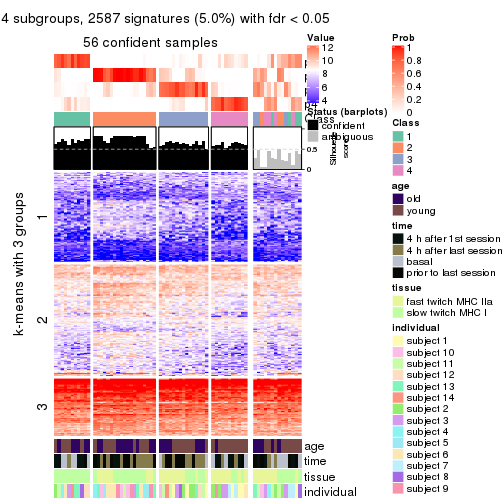 4 subgroups, 2587 signatures (5.0%) with fdr < 0.05
56 confident samples
k-means with 3 groups
1
2
3
Class
1
0.5
0
Silhouette
score
age
time
tissue
individual
Value
12
10
8
6
4
Status (barplots)
confident
ambiguous
Prob
1
0.8
0.6
0.4
0.2
0
Class
1
2
3
4
age
old
young
time
4 h after 1st session
4 h after last session
basal
prior to last session
tissue
fast twitch MHC IIa
slow twitch MHC I
individual
subject 1
subject 10
subject 11
subject 12
subject 13
subject 14
subject 2
subject 3
subject 4
subject 5
subject 6
subject 7
subject 8
subject 9